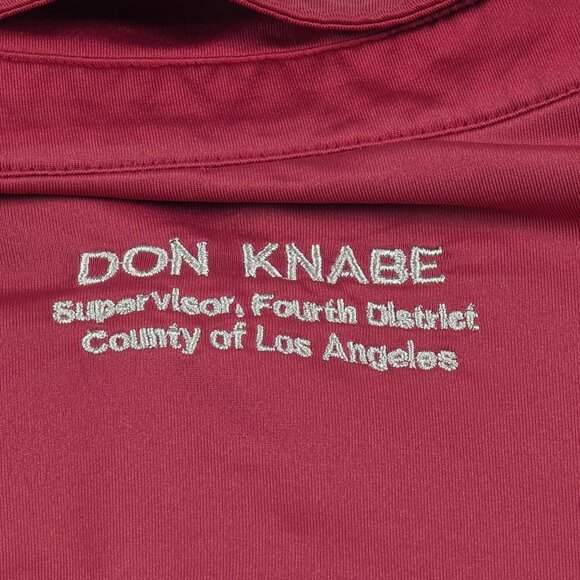 DON KNABE
Supervisor, Fourth District
County of Los Angeles